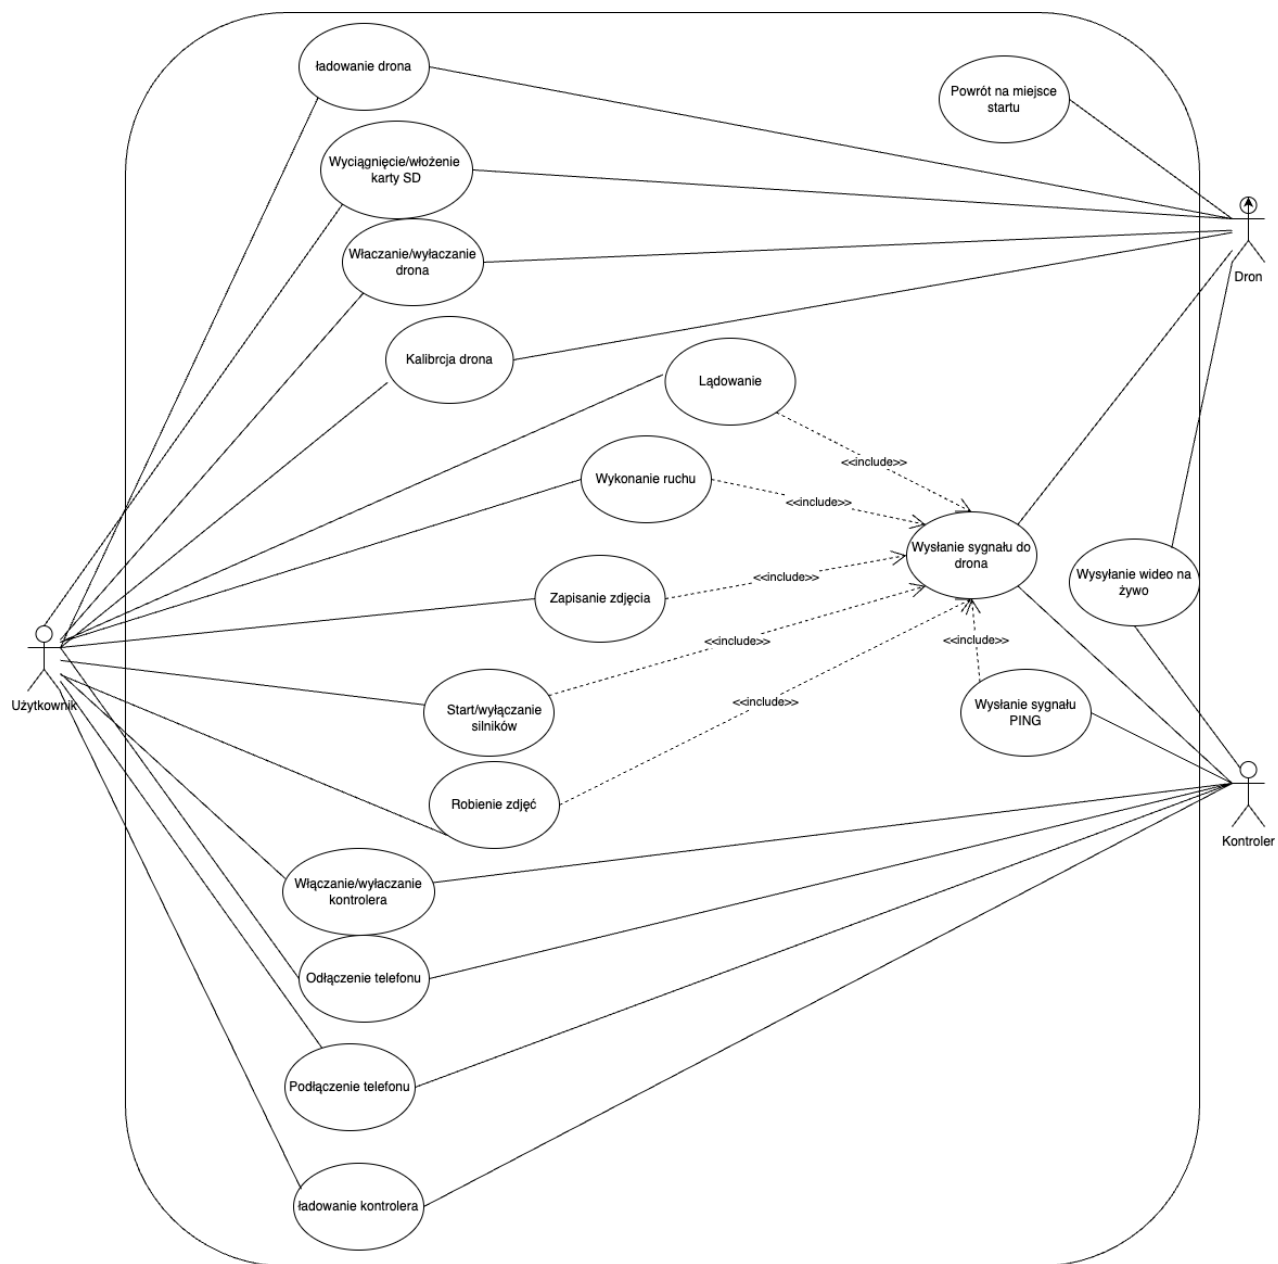 ładowanie drona
Powrót na miejsce
startu
Wyciągnięcie/włożenie
karty SD
Właczanie/wyłaczanie
drona
Dron
Kalibrcja drona
Lądowanie
<<include>>
Wykonanie ruchu
<<include>>
Wysłanie sygnału do
drona
Wysyłanie wideo na
żywo
<<include>>
Zapisanie zdjęcia
<<include>>
<<include>>
Użytkownik
Start/wyłączanie
silników
<<include>>
Wysłanie sygnału
PING
Robienie zdjęć
Kontroler
Włączanie/wyłaczanie
kontrolera
Odłączenie telefonu
Podłączenie telefonu
ładowanie kontrolera